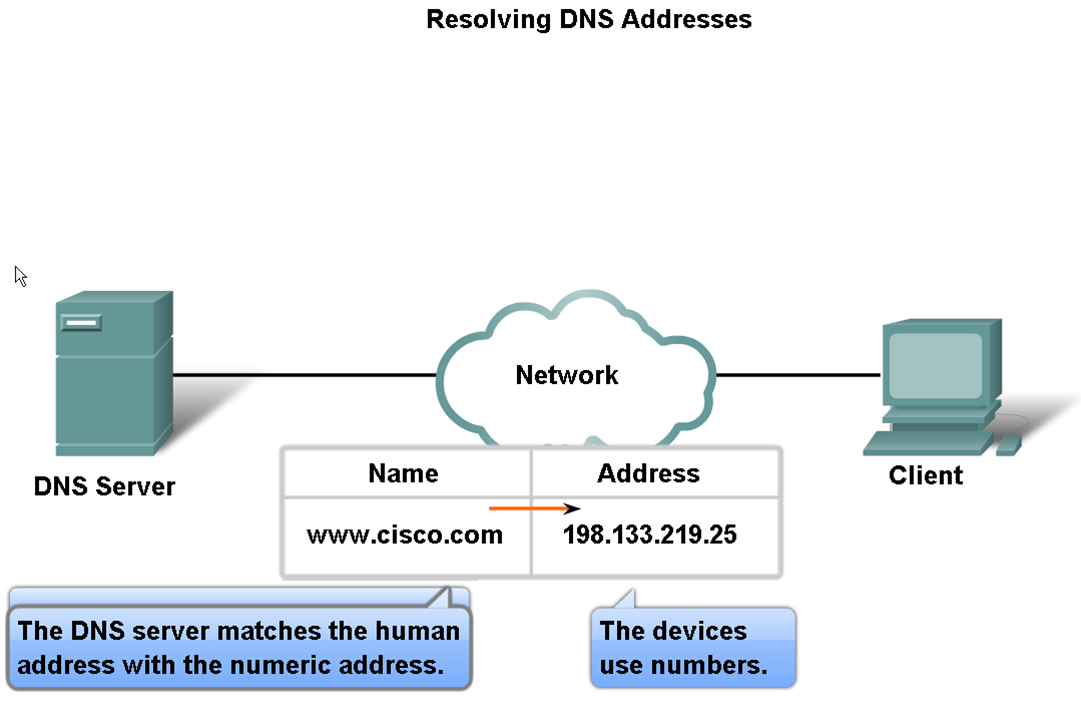 Resolving DNS Addresses
Network
DNS Server
Client
Name Address
www.cisco.com 198.133.219.25
The DNS server matches the human
address with the numeric address.
The devices
use numbers.